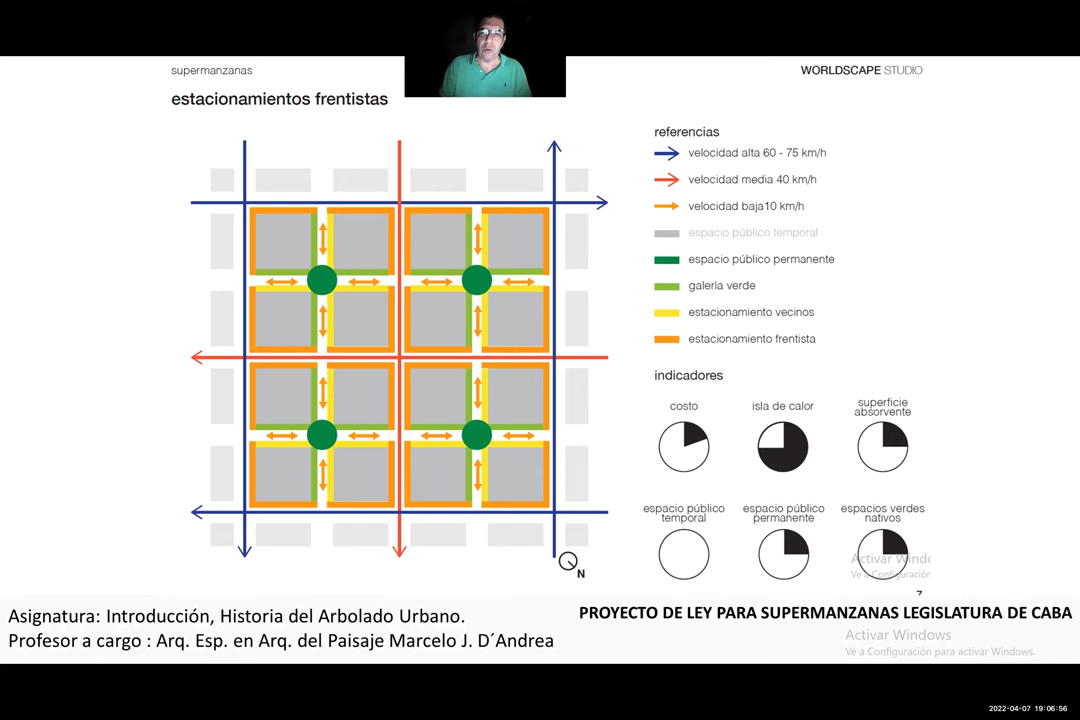 supermanzanas
WORLDSCAPE STUDIO
estacionamientos frentistas
referencias
velocidad alta 60 - 75 km/h
velocidad media 40 km/h
velocidad baja10 km/h
espacio público temporal
espacio público permanente
galería verde
estacionamiento vecinos
estacionamiento frentista
indicadores
costo
isla de calor
superficie
absorvente
espacio público
temporal
espacio público
permanente
espacios verdes
nativos
N
Activar Windo
Ve a Configuración
Asignatura: Introducción, Historia del Arbolado Urbano.
Profesor a cargo : Arq. Esp. en Arq. del Paisaje Marcelo J. D´Andrea
PROYECTO DE LEY PARA SUPERMANZANAS LEGISLATURA DE CABA
Activar Windows
Ve a Configuración para activar Windows.
2022-04-07 19:06:56